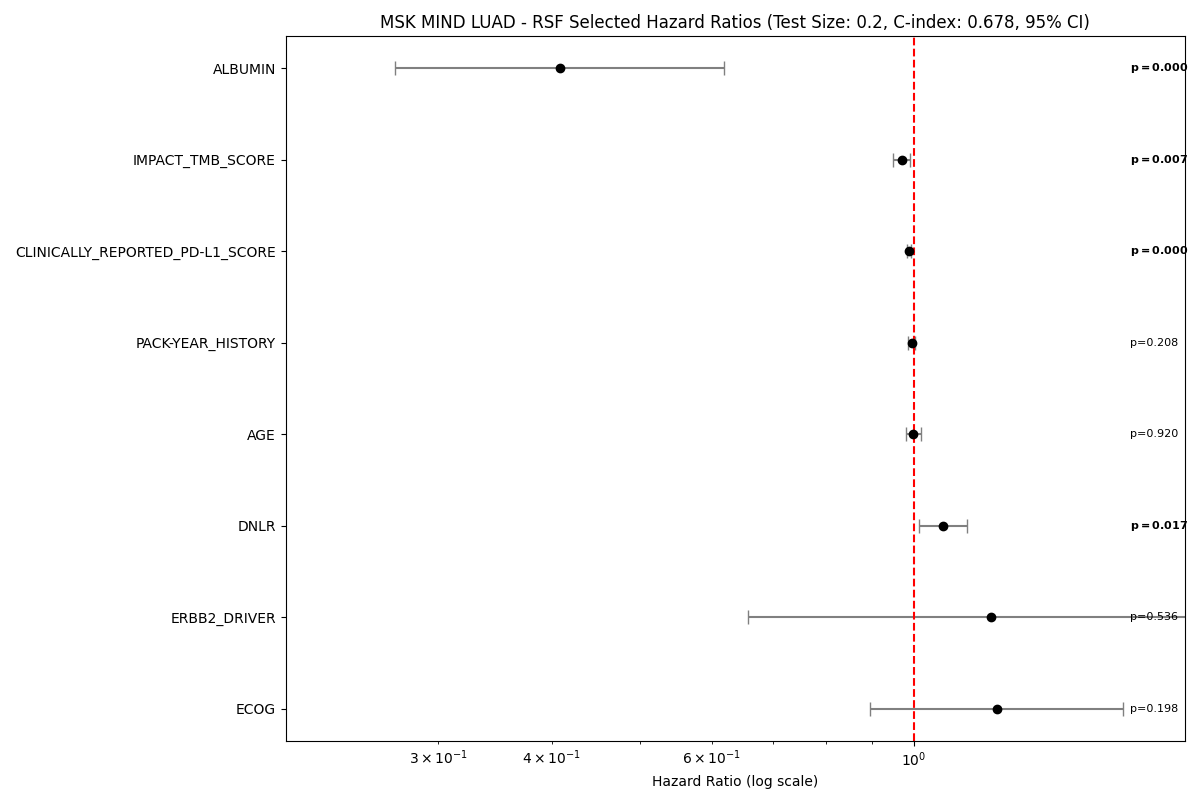 MSK MIND LUAD - RSF Selected Hazard Ratios (Test Size: 0.2, C-index: 0.678, 95% CI)
ALBUMIN p=0.000
IMPACT_TMB_SCORE p=0.007
CLINICALLY_REPORTED_PD-L1_SCORE p=0.000
PACK-YEAR_HISTORY p=0.208
AGE p=0.920
DNLR p=0.017
ERBB2_DRIVER p=0.536
ECOG p=0.198
3 × 10⁻¹ 4 × 10⁻¹ 6 × 10⁻¹ 10⁰
Hazard Ratio (log scale)